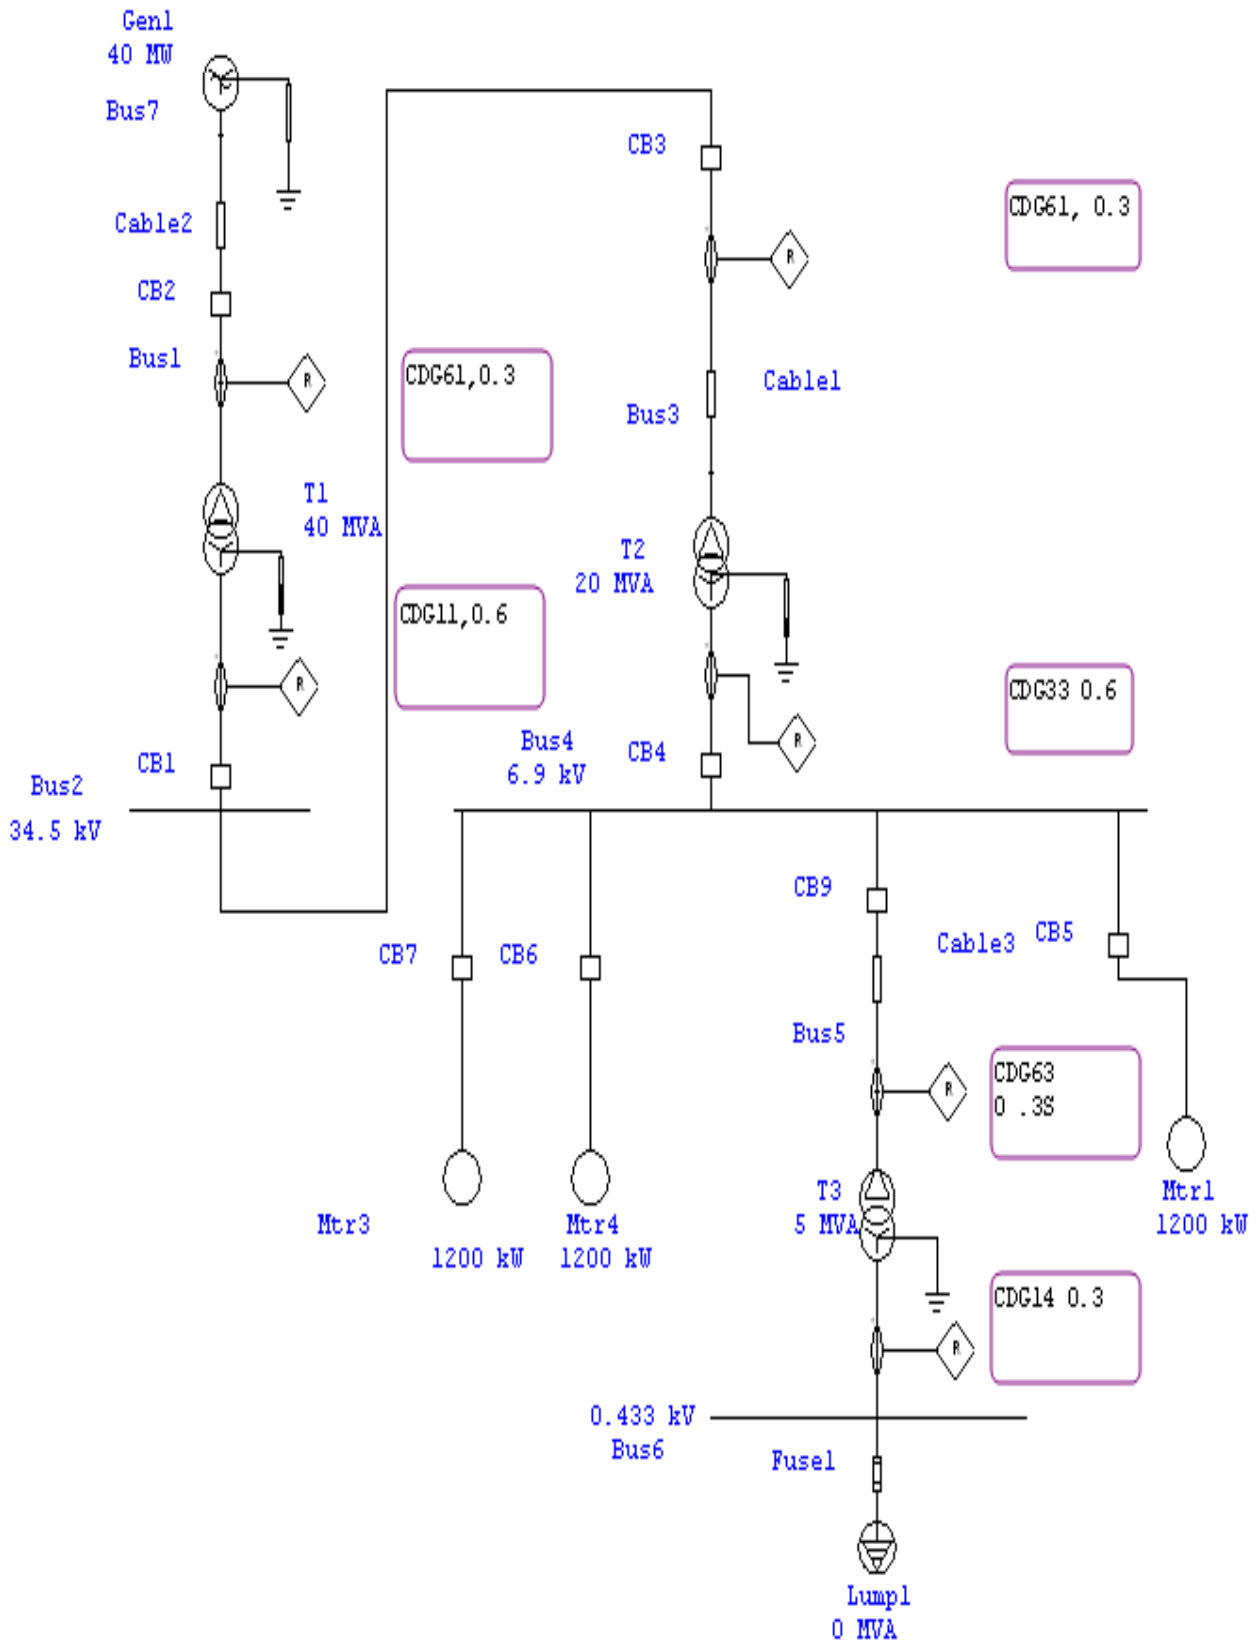 Gen1
40 MW
Bus7
CB3
CDG61, 0.3
Cable2
R
CB2
Bus1
R
CDG61,0.3
Cable1
Bus3
T1
40 MVA
T2
20 MVA
CDG11,0.6
R
CDG33 0.6
Bus4
6.9 kV
CB4
R
CB1
Bus2
34.5 kV
CB9
Cable3
CB5
CB7
CB6
Bus5
R
CDG63
0 .3S
T3
5 MVA
Mtr1
1200 kW
Mtr3
1200 kW
Mtr4
1200 kW
CDG14 0.3
R
0.433 kV
Bus6
Fuse1
Lump1
0 MVA